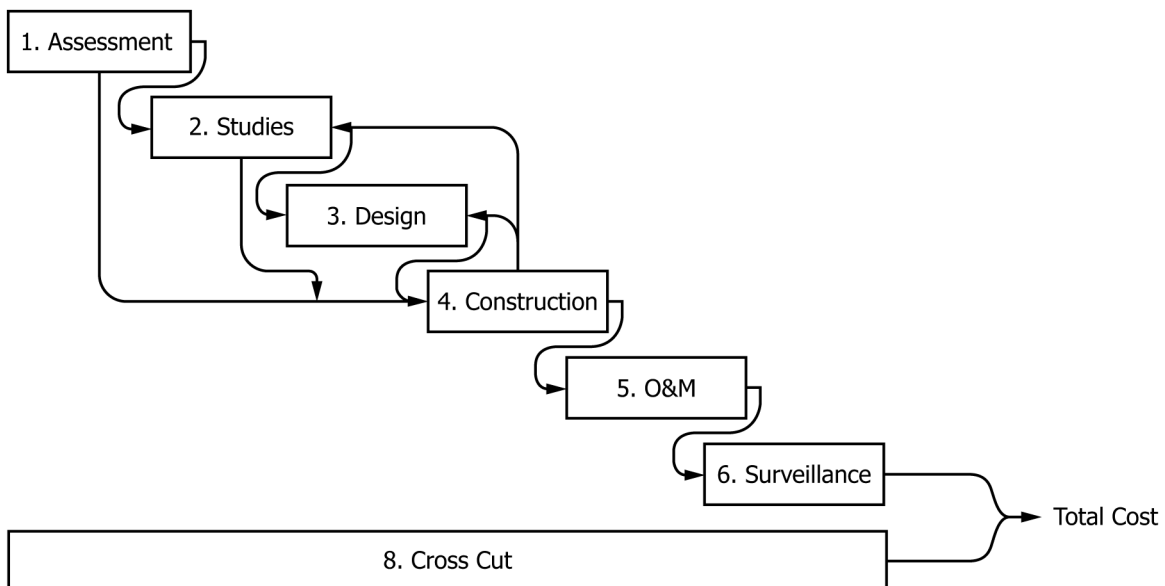 1. Assessment
2. Studies
3. Design
4. Construction
5. O&M
6. Surveillance
Total Cost
8. Cross Cut